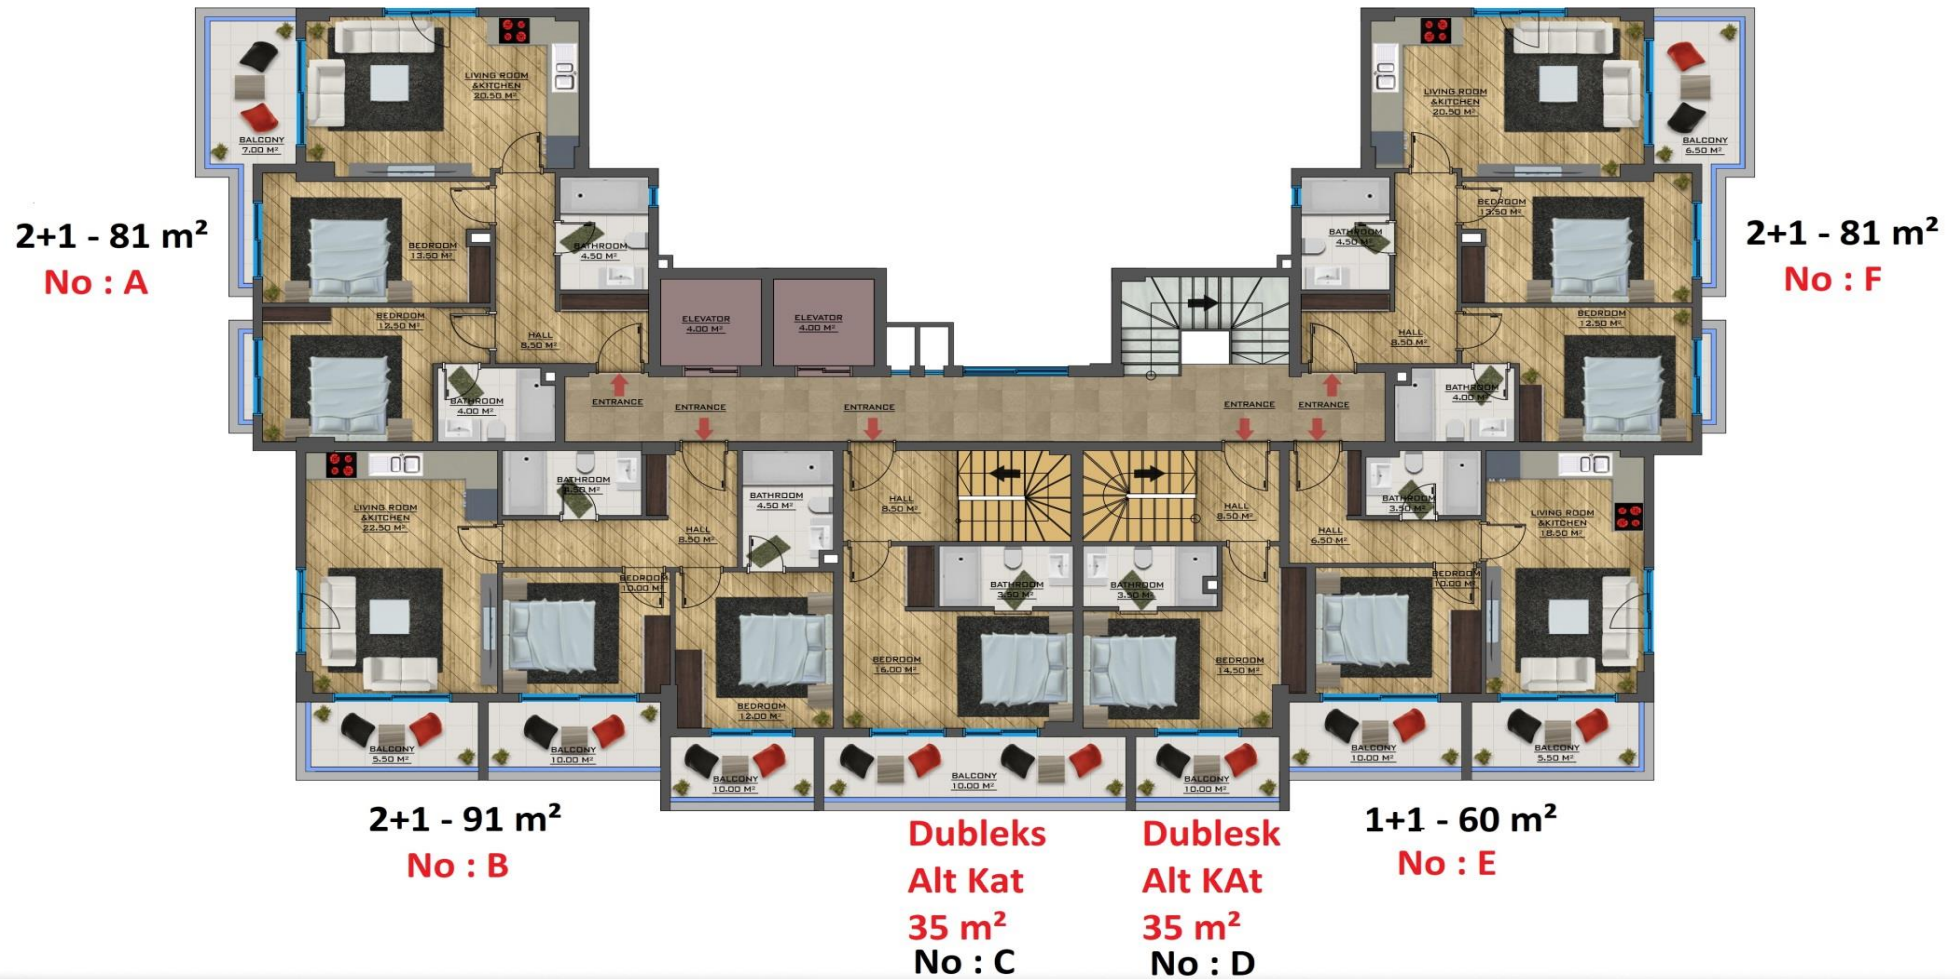 LIVING ROOM
&KITCHEN
20.50 M²
BALCONY
7.00 M²
BEDROOM
13.50 M²
BATHROOM
4.50 M²
BEDROOM
12.50 M²
HALL
8.50 M²
BATHROOM
4.00 M²
2+1 - 81 m²
No : A
ELEVATOR
4.00 M²
ELEVATOR
4.00 M²
ENTRANCE
ENTRANCE
ENTRANCE
ENTRANCE
ENTRANCE
LIVING ROOM
&KITCHEN
20.50 M²
BALCONY
6.50 M²
BEDROOM
13.50 M²
BATHROOM
4.50 M²
BEDROOM
12.50 M²
HALL
8.50 M²
BATHROOM
4.00 M²
2+1 - 81 m²
No : F
LIVING ROOM
&KITCHEN
22.50 M²
BATHROOM
BATHROOM
4.50 M²
HALL
8.50 M²
BEDROOM
10.00 M²
BEDROOM
12.00 M²
BALCONY
5.50 M²
BALCONY
10.00 M²
BALCONY
10.00 M²
2+1 - 91 m²
No : B
HALL
8.50 M²
BATHROOM
3.50 M²
BEDROOM
16.00 M²
BALCONY
10.00 M²
Dubleks
Alt Kat
35 m²
No : C
HALL
8.50 M²
BATHROOM
3.50 M²
BEDROOM
14.50 M²
BALCONY
10.00 M²
Dublesk
Alt KAt
35 m²
No : D
BATHROOM
3.50 M²
HALL
6.50 M²
LIVING ROOM
&KITCHEN
18.50 M²
BEDROOM
10.00 M²
BALCONY
10.00 M²
BALCONY
5.50 M²
1+1 - 60 m²
No : E